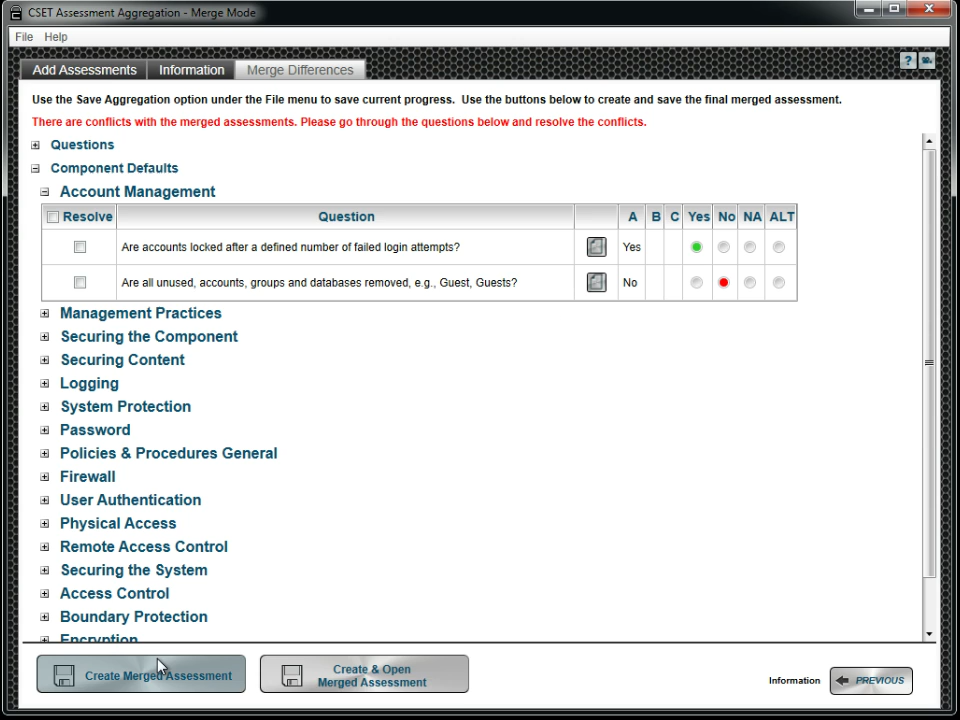 CSET Assessment Aggregation - Merge Mode
File Help
Add Assessments Information Merge Differences
?
Use the Save Aggregation option under the File menu to save current progress. Use the buttons below to create and save the final merged assessment.
There are conflicts with the merged assessments. Please go through the questions below and resolve the conflicts.
Questions
Component Defaults
Account Management
Resolve Question A B C Yes No NA ALT
Are accounts locked after a defined number of failed login attempts? Yes
Are all unused, accounts, groups and databases removed, e.g., Guest, Guests? No
Management Practices
Securing the Component
Securing Content
Logging
System Protection
Password
Policies & Procedures General
Firewall
User Authentication
Physical Access
Remote Access Control
Securing the System
Access Control
Boundary Protection
Encryption
Create Merged Assessment
Create & Open
Merged Assessment
Information
PREVIOUS